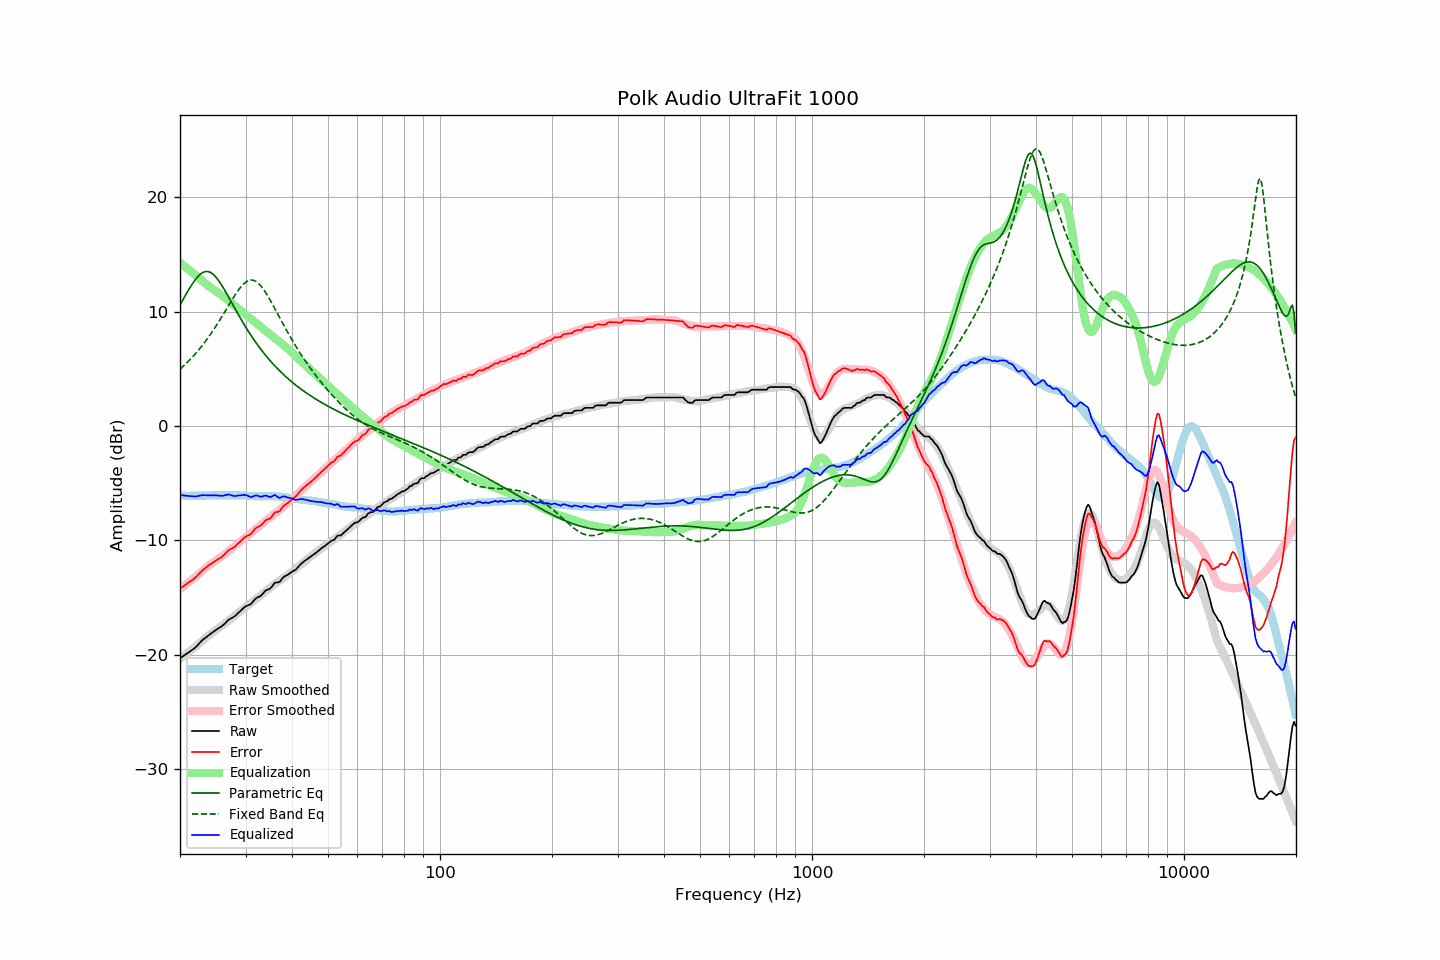 Polk Audio UltraFit 1000
Amplitude (dBr)
20
10
0
−10
−20
−30
Target
Raw Smoothed
Error Smoothed
Raw
Error
Equalization
Parametric Eq
Fixed Band Eq
Equalized
100
1000
10000
Frequency (Hz)